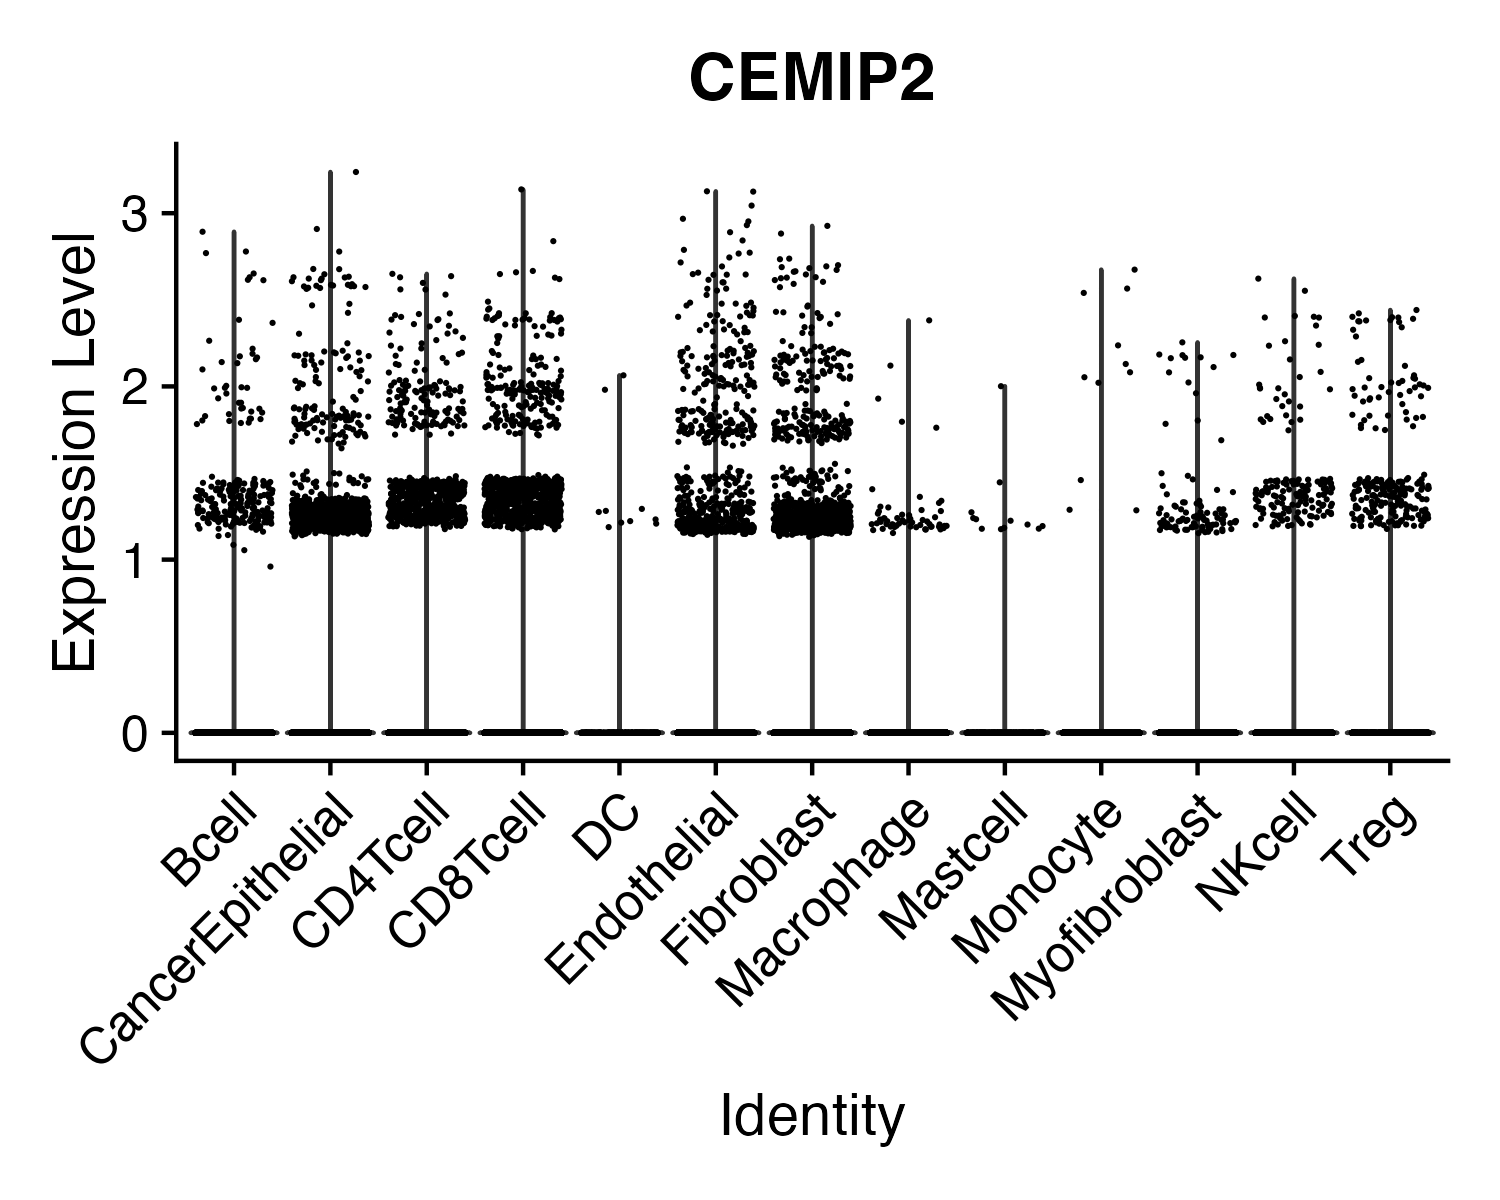 CEMIP2
Expression Level
3
2
1
0
Bcell
CancerEpithelial
CD4Tcell
CD8Tcell
DC
Endothelial
Fibroblast
Macrophage
Mastcell
Monocyte
Myofibroblast
NKcell
Treg
Identity